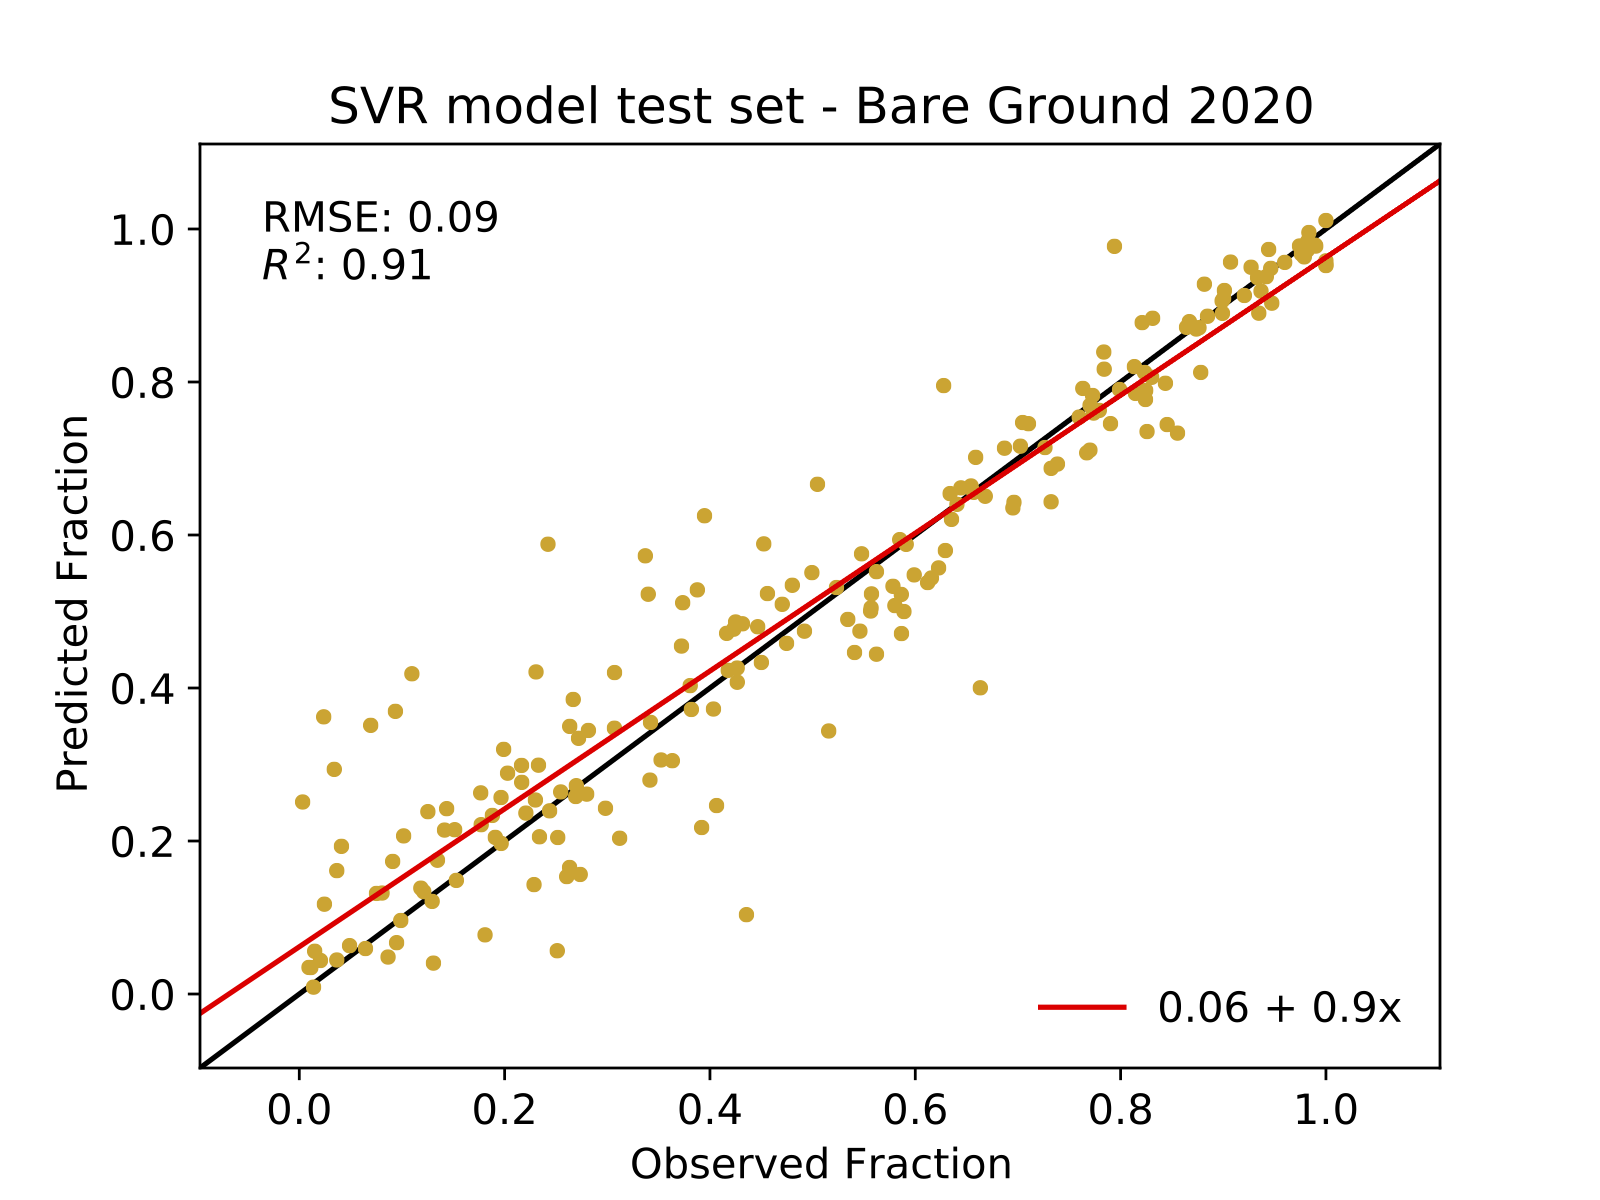 SVR model test set - Bare Ground 2020
RMSE: 0.09
R²: 0.91
1.0
0.8
0.6
0.4
0.2
0.0
Predicted Fraction
0.06 + 0.9x
0.0 0.2 0.4 0.6 0.8 1.0
Observed Fraction